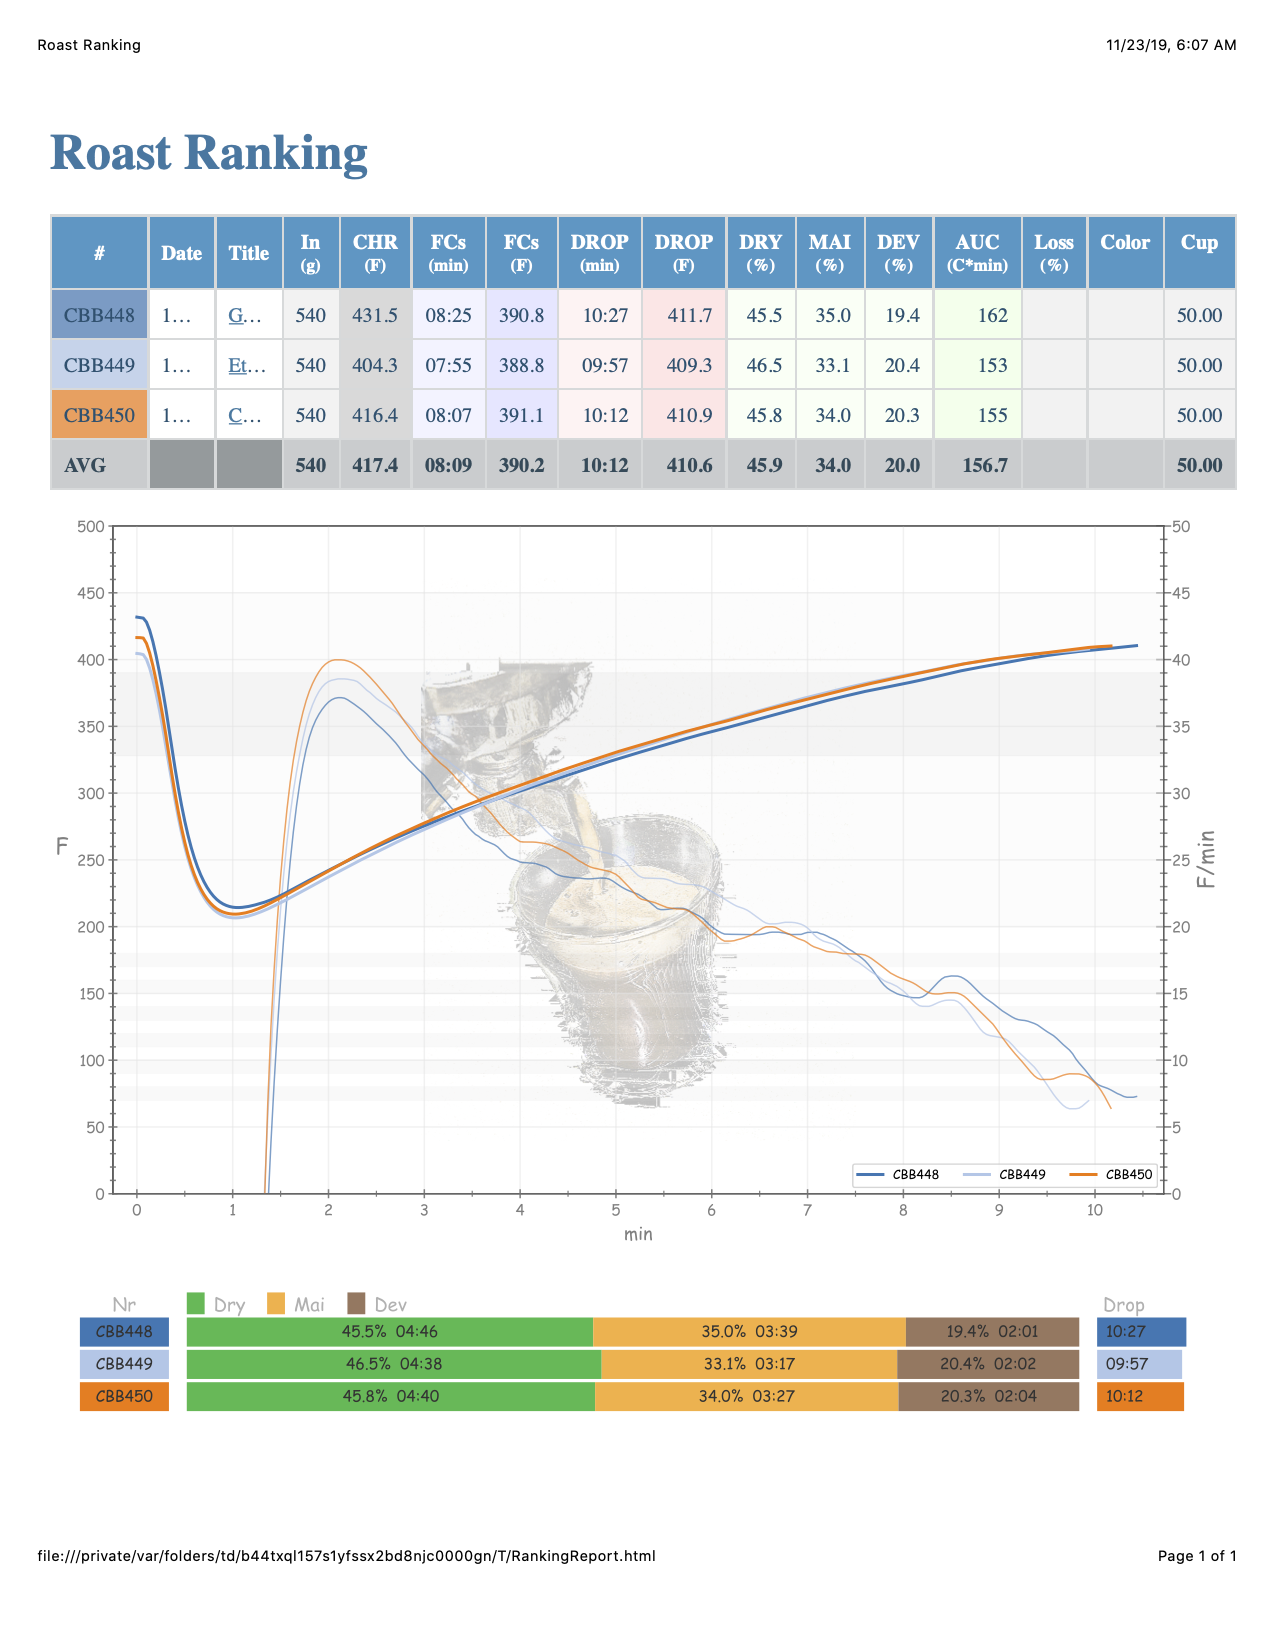 Roast Ranking 11/23/19, 6:07 AM
Roast Ranking
# Date Title In (g) CHR (F) FCs (min) FCs (F) DROP (min) DROP (F) DRY (%) MAI (%) DEV (%) AUC (C*min) Loss (%) Color Cup
CBB448 1… G… 540 431.5 08:25 390.8 10:27 411.7 45.5 35.0 19.4 162 50.00
CBB449 1… Et… 540 404.3 07:55 388.8 09:57 409.3 46.5 33.1 20.4 153 50.00
CBB450 1… C… 540 416.4 08:07 391.1 10:12 410.9 45.8 34.0 20.3 155 50.00
AVG 540 417.4 08:09 390.2 10:12 410.6 45.9 34.0 20.0 156.7 50.00
500 50
450 45
400 40
350 35
300 30
F
250 25
F/min
200 20
150 15
100 10
50 5
CBB448 CBB449 CBB450
0 0
0 1 2 3 4 5 6 7 8 9 10
min
Nr Dry Mai Dev Drop
CBB448 45.5% 04:46 35.0% 03:39 19.4% 02:01 10:27
CBB449 46.5% 04:38 33.1% 03:17 20.4% 02:02 09:57
CBB450 45.8% 04:40 34.0% 03:27 20.3% 02:04 10:12
file:///private/var/folders/td/b44txql157s1yfssx2bd8njc0000gn/T/RankingReport.html Page 1 of 1